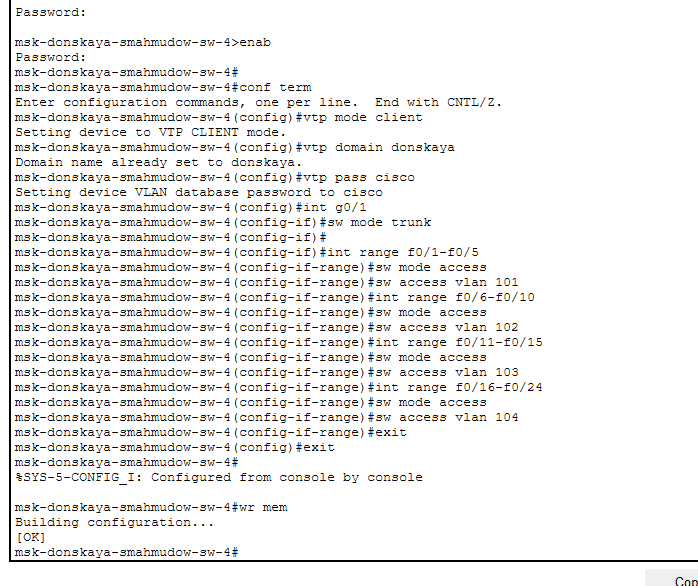 Password:
msk-donskaya-smahmudow-sw-4>enab
Password:
msk-donskaya-smahmudow-sw-4#
msk-donskaya-smahmudow-sw-4#conf term
Enter configuration commands, one per line.  End with CNTL/Z.
msk-donskaya-smahmudow-sw-4(config)#vtp mode client
Setting device to VTP CLIENT mode.
msk-donskaya-smahmudow-sw-4(config)#vtp domain donskaya
Domain name already set to donskaya.
msk-donskaya-smahmudow-sw-4(config)#vtp pass cisco
Setting device VLAN database password to cisco
msk-donskaya-smahmudow-sw-4(config)#int g0/1
msk-donskaya-smahmudow-sw-4(config-if)#sw mode trunk
msk-donskaya-smahmudow-sw-4(config-if)#
msk-donskaya-smahmudow-sw-4(config-if)#int range f0/1-f0/5
msk-donskaya-smahmudow-sw-4(config-if-range)#sw mode access
msk-donskaya-smahmudow-sw-4(config-if-range)#sw access vlan 101
msk-donskaya-smahmudow-sw-4(config-if-range)#int range f0/6-f0/10
msk-donskaya-smahmudow-sw-4(config-if-range)#sw mode access
msk-donskaya-smahmudow-sw-4(config-if-range)#sw access vlan 102
msk-donskaya-smahmudow-sw-4(config-if-range)#int range f0/11-f0/15
msk-donskaya-smahmudow-sw-4(config-if-range)#sw mode access
msk-donskaya-smahmudow-sw-4(config-if-range)#sw access vlan 103
msk-donskaya-smahmudow-sw-4(config-if-range)#int range f0/16-f0/24
msk-donskaya-smahmudow-sw-4(config-if-range)#sw mode access
msk-donskaya-smahmudow-sw-4(config-if-range)#sw access vlan 104
msk-donskaya-smahmudow-sw-4(config-if-range)#exit
msk-donskaya-smahmudow-sw-4(config)#exit
msk-donskaya-smahmudow-sw-4#
%SYS-5-CONFIG_I: Configured from console by console
msk-donskaya-smahmudow-sw-4#wr mem
Building configuration...
[OK]
msk-donskaya-smahmudow-sw-4#